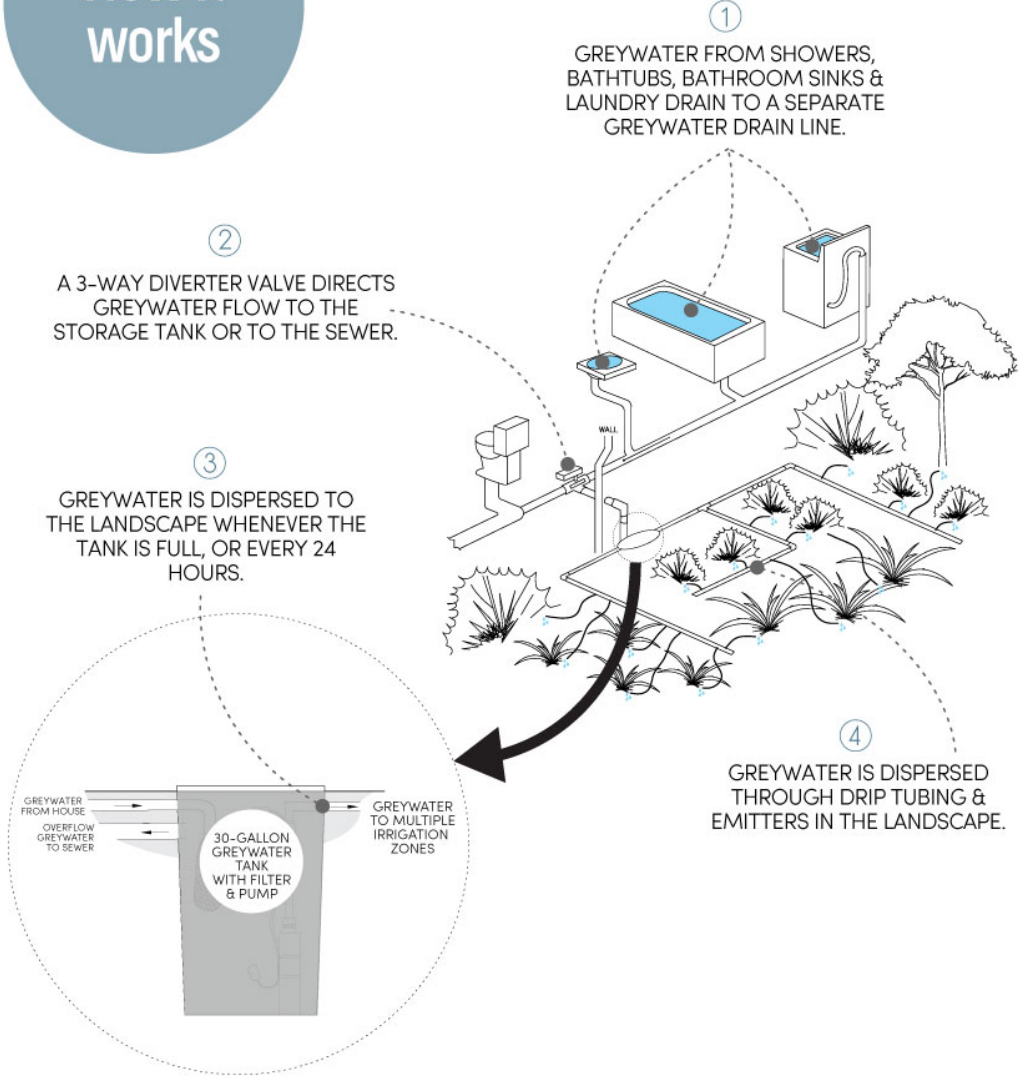 works
1
GREYWATER FROM SHOWERS,
BATHTUBS, BATHROOM SINKS &
LAUNDRY DRAIN TO A SEPARATE
GREYWATER DRAIN LINE.
2
A 3-WAY DIVERTER VALVE DIRECTS
GREYWATER FLOW TO THE
STORAGE TANK OR TO THE SEWER.
WALL
3
GREYWATER IS DISPERSED TO
THE LANDSCAPE WHENEVER THE
TANK IS FULL, OR EVERY 24
HOURS.
4
GREYWATER IS DISPERSED
THROUGH DRIP TUBING &
EMITTERS IN THE LANDSCAPE.
GREYWATER
FROM HOUSE
OVERFLOW
GREYWATER
TO SEWER
30-GALLON
GREYWATER
TANK
WITH FILTER
& PUMP
GREYWATER
TO MULTIPLE
IRRIGATION
ZONES